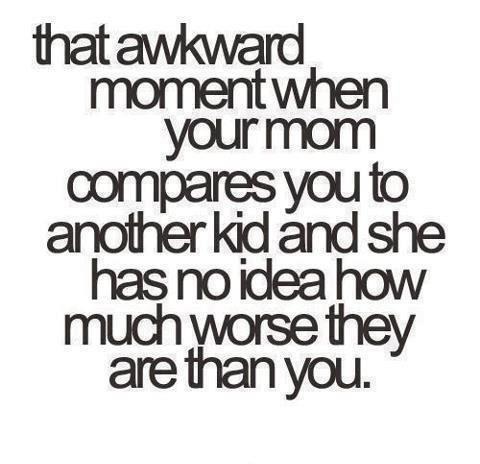 that awkward
moment when
your mom
compares you to
another kid and she
has no idea how
much worse they
are than you.